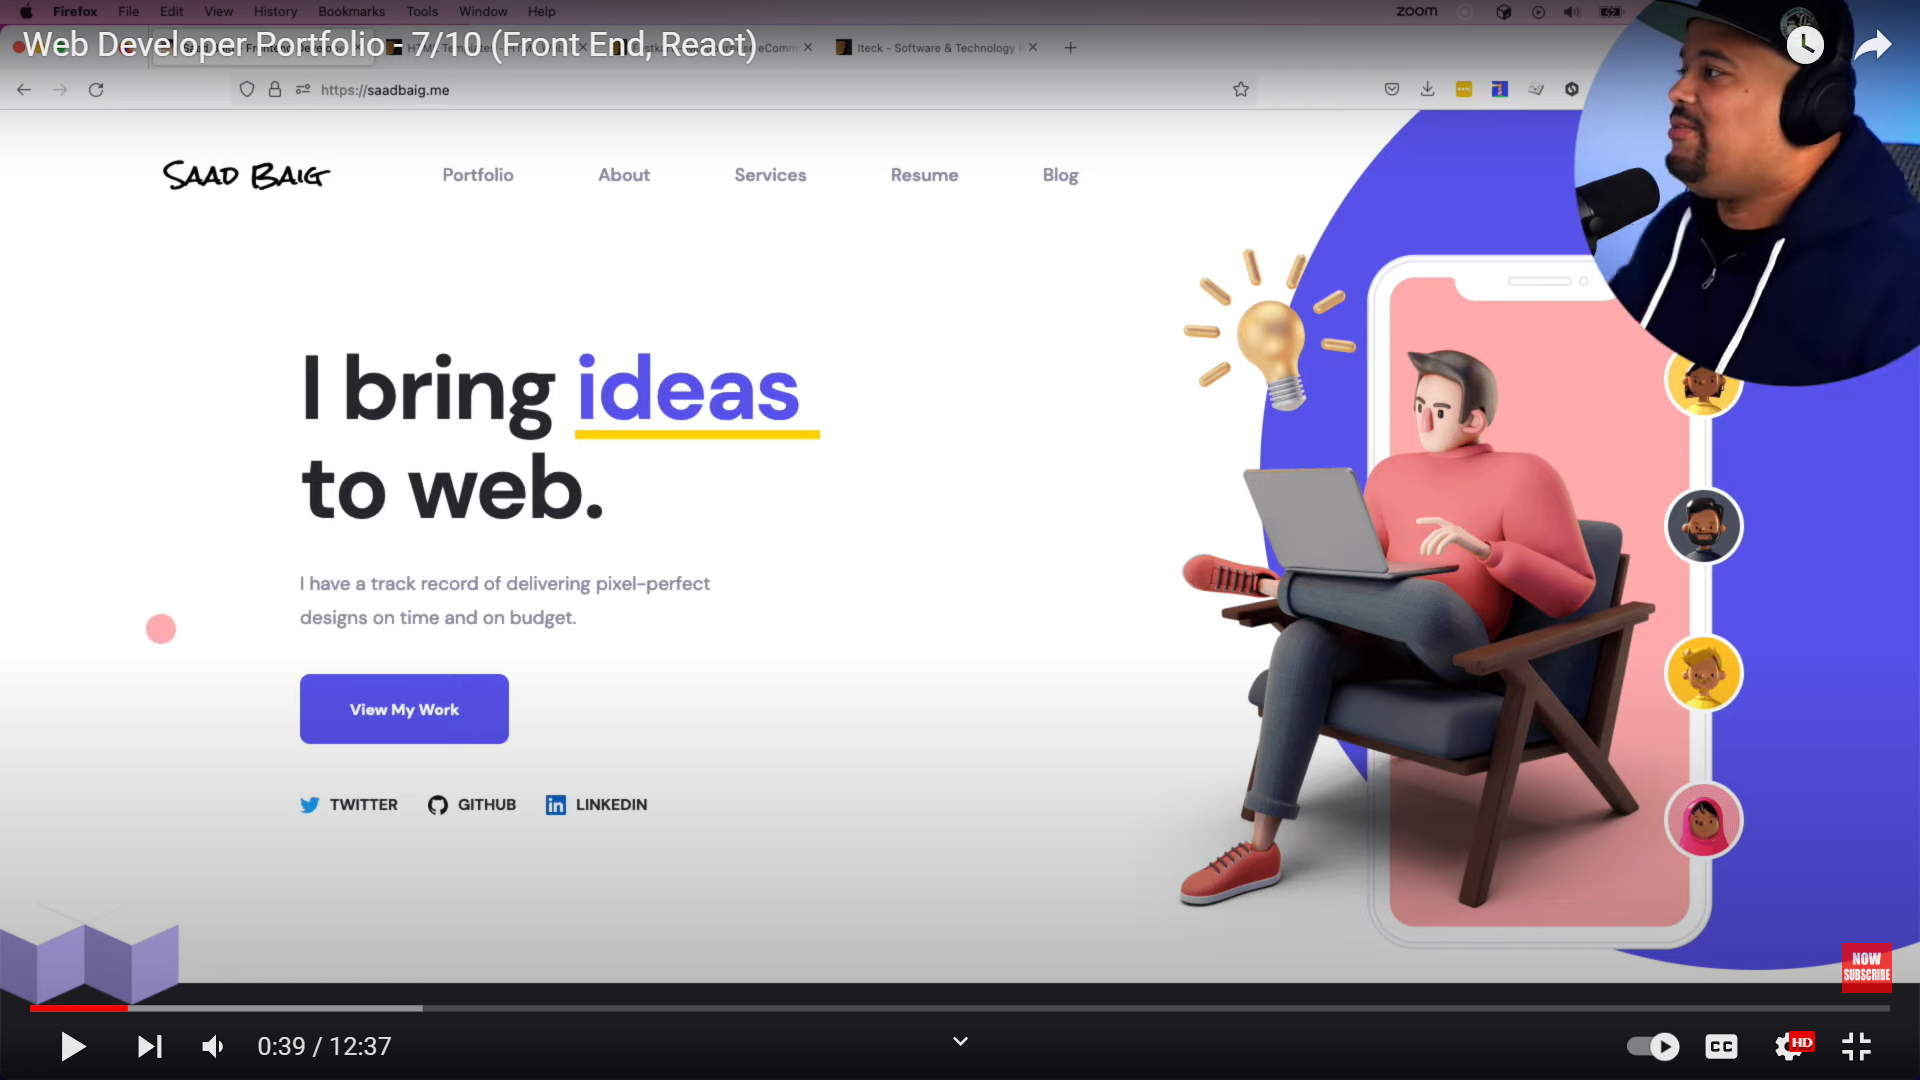 Firefox File Edit View History Bookmarks Tools Window Help zoom
Web Developer Portfolio - 7/10 (Front End, React)
Iteck - Software & Technology
https://saadbaig.me
SAAD BAIG Portfolio About Services Resume Blog
I bring ideas
to web.
I have a track record of delivering pixel-perfect
designs on time and on budget.
View My Work
TWITTER GITHUB LINKEDIN
NOW
SUBSCRIBE
0:39 / 12:37
CC HD